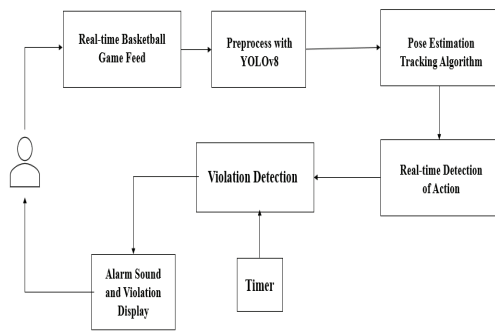 Real-time Basketball
Game Feed
Preprocess with
YOLOv8
Pose Estimation
Tracking Algorithm
Real-time Detection
of Action
Violation Detection
Timer
Alarm Sound
and Violation
Display